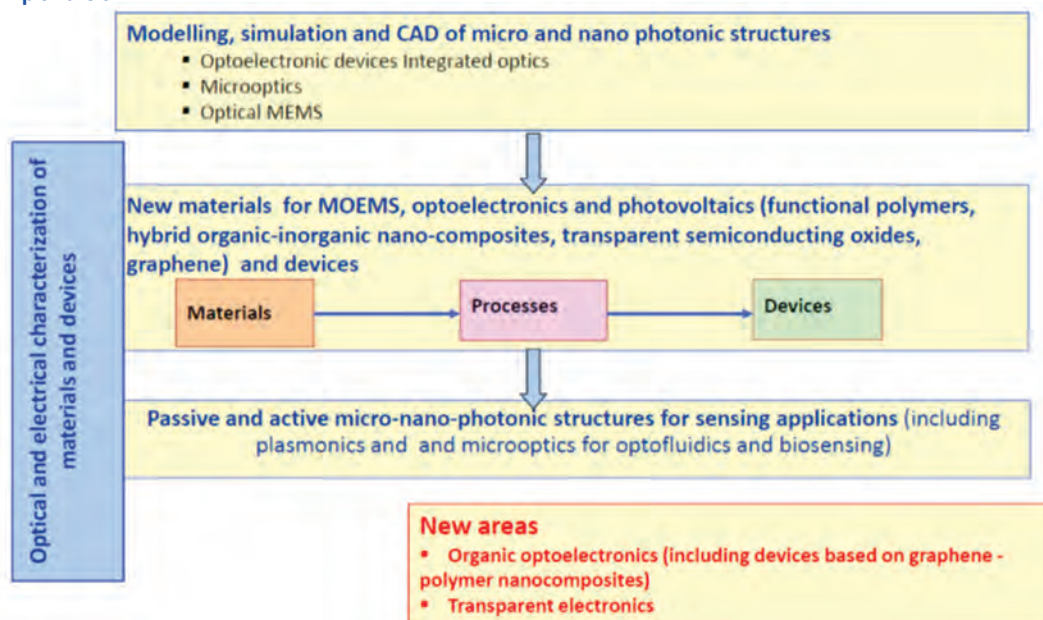 Modelling, simulation and CAD of micro and nano photonic structures
▪ Optoelectronic devices Integrated optics
▪ Microoptics
▪ Optical MEMS
Optical and electrical characterization of
materials and devices
New materials for MOEMS, optoelectronics and photovoltaics (functional polymers,
hybrid organic-inorganic nano-composites, transparent semiconducting oxides,
graphene) and devices
Materials
Processes
Devices
Passive and active micro-nano-photonic structures for sensing applications (including
plasmonics and and microoptics for optofluidics and biosensing)
New areas
▪ Organic optoelectronics (including devices based on graphene -
polymer nanocomposites)
▪ Transparent electronics